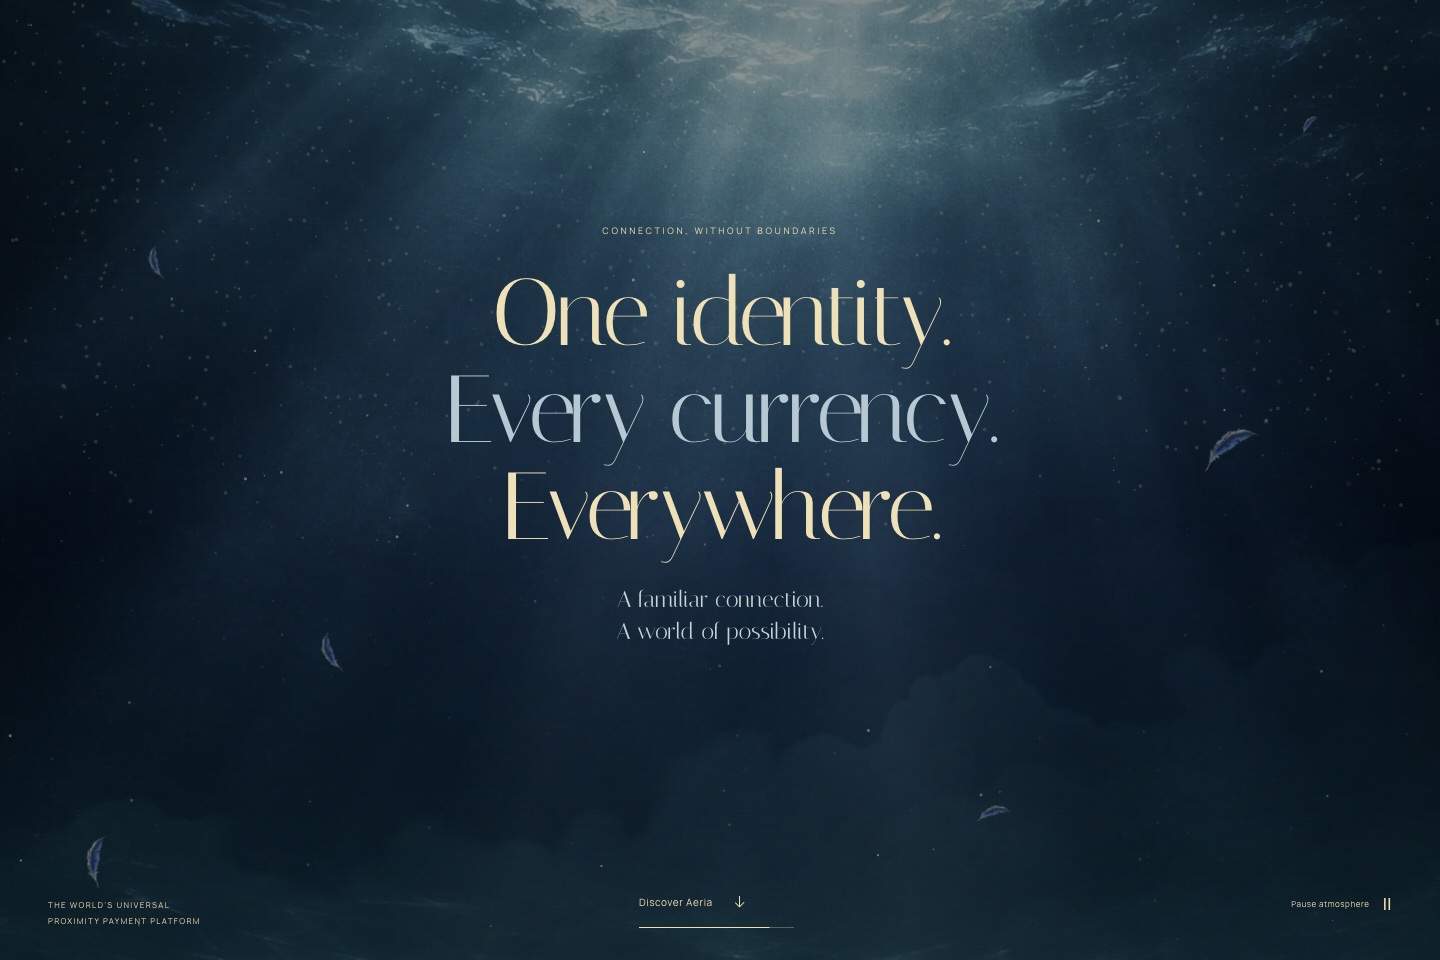 CONNECTION, WITHOUT BOUNDARIES
One identity.
Every currency.
Everywhere.
A familiar connection.
A world of possibility.
THE WORLD'S UNIVERSAL
PROXIMITY PAYMENT PLATFORM
Discover Aeria
Pause atmosphere